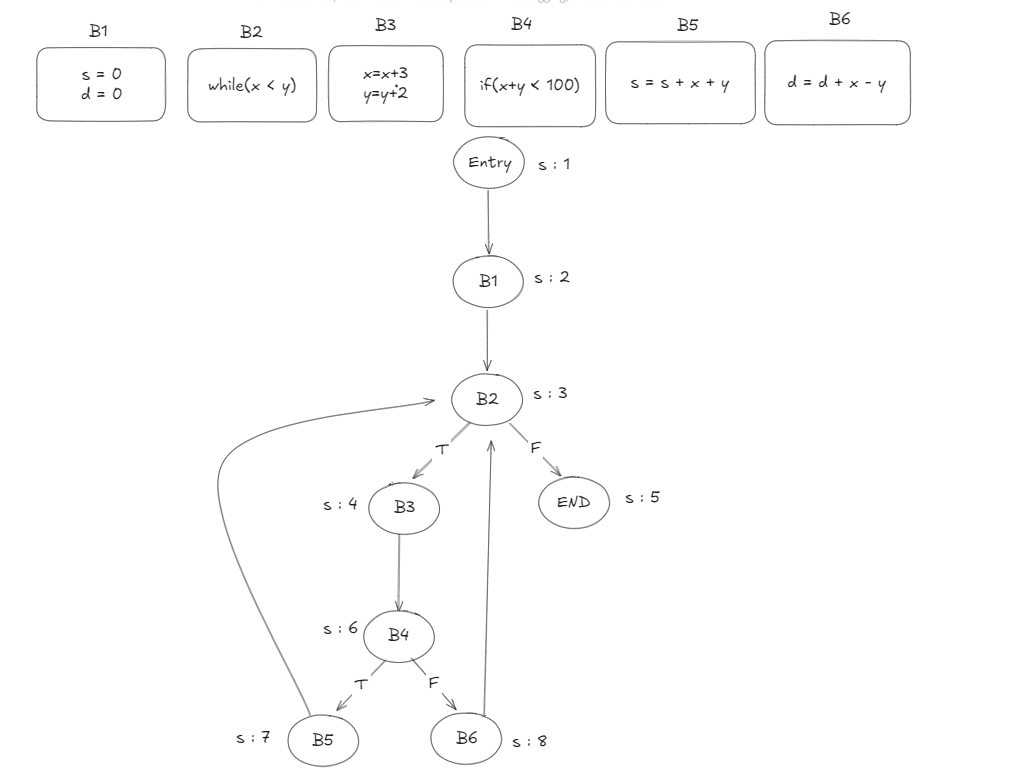 B1
B2
B3
B4
B5
B6
s = 0
d = 0
while(x < y)
x=x+3
y=y+2
if(x+y < 100)
s = s + x + y
d = d + x - y
Entry
s : 1
B1
s : 2
B2
s : 3
T
F
s : 4
B3
END
s : 5
s : 6
B4
T
F
s : 7
B5
B6
s : 8